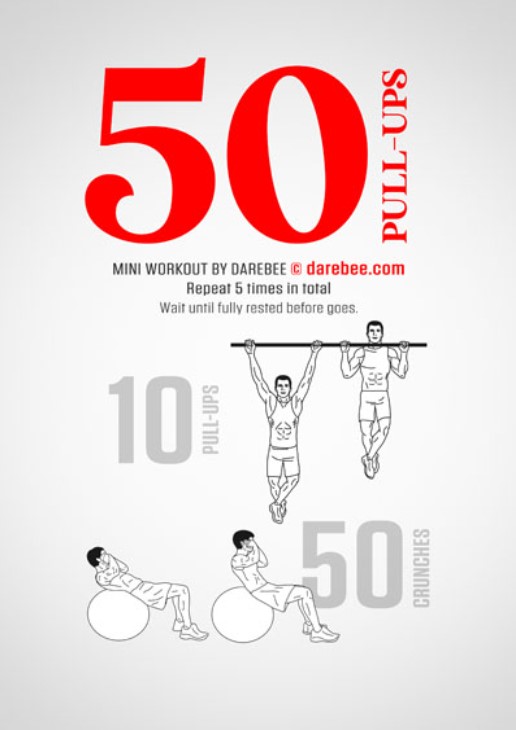 50 PULL-UPS
MINI WORKOUT BY DAREBEE © darebee.com
Repeat 5 times in total
Wait until fully rested before goes.
10 PULL-UPS
50 CRUNCHES